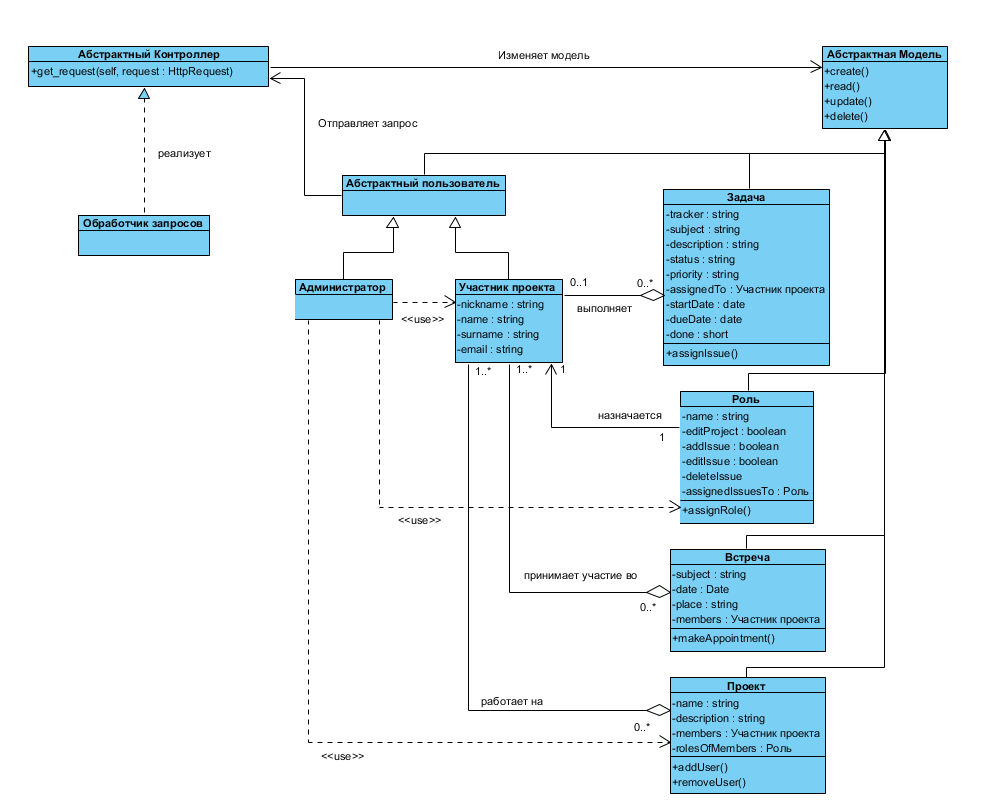 Абстрактный Контроллер
+get_request(self, request : HttpRequest)
Изменяет модель
Абстрактная Модель
+create()
+read()
+update()
+delete()
Отправляет запрос
реализует
Обработчик запросов
Абстрактный пользователь
Задача
-tracker : string
-subject : string
-description : string
-status : string
-priority : string
-assignedTo : Участник проекта
-startDate : date
-dueDate : date
-done : short
+assignIssue()
Администратор
<<use>>
Участник проекта
-nickname : string
-name : string
-surname : string
-email : string
0..1
0..*
выполняет
1..*
1..*
1
назначается
1
Роль
-name : string
-editProject : boolean
-addIssue : boolean
-editIssue : boolean
-deleteIssue
-assignedIssuesTo : Роль
+assignRole()
<<use>>
Встреча
-subject : string
-date : Date
-place : string
-members : Участник проекта
+makeAppointment()
принимает участие во
0..*
Проект
-name : string
-description : string
-members : Участник проекта
-rolesOfMembers : Роль
+addUser()
+removeUser()
работает на
0..*
<<use>>